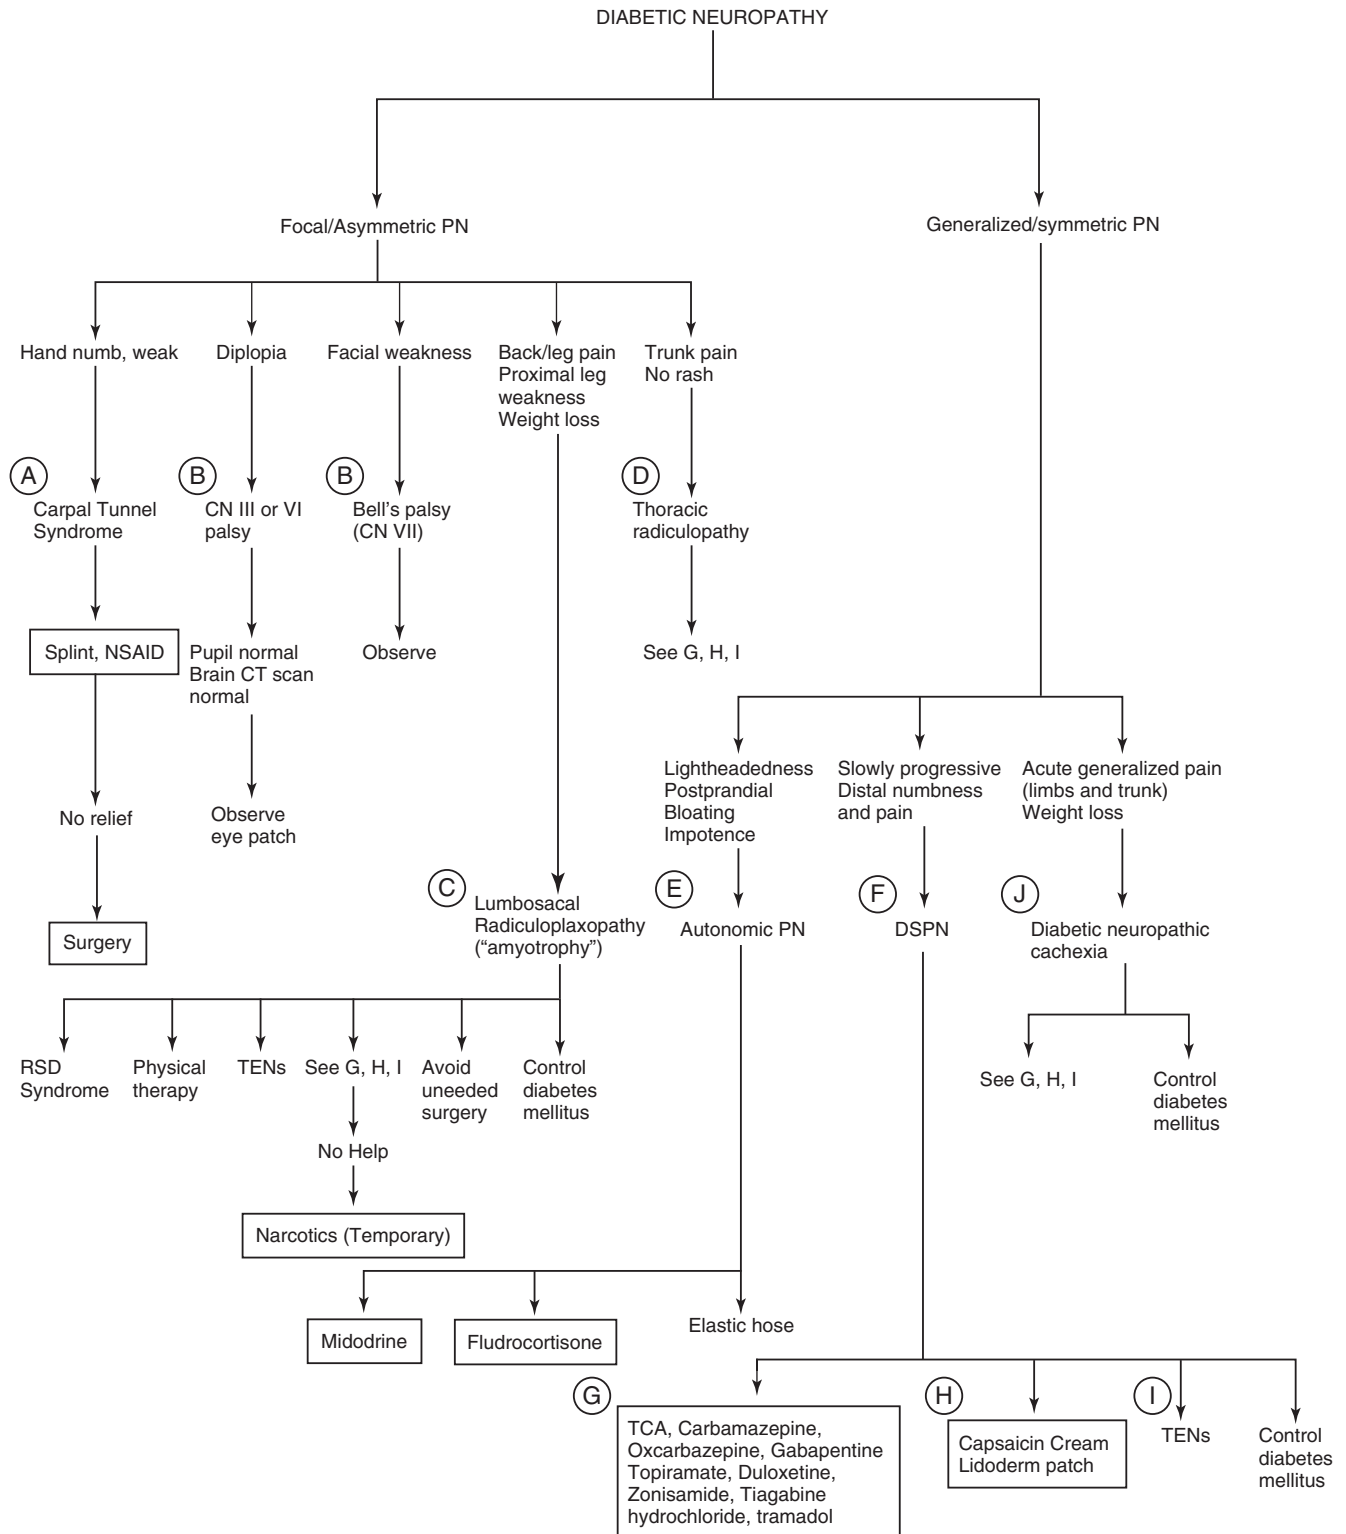 DIABETIC NEUROPATHY
Focal/Asymmetric PN
Generalized/symmetric PN
Hand numb, weak
Diplopia
Facial weakness
Back/leg pain
Proximal leg
weakness
Weight loss
Trunk pain
No rash
A
Carpal Tunnel
Syndrome
B
CN III or VI
palsy
B
Bell’s palsy
(CN VII)
D
Thoracic
radiculopathy
Splint, NSAID
Pupil normal
Brain CT scan
normal
Observe
See G, H, I
No relief
Observe
eye patch
Surgery
Lightheadedness
Postprandial
Bloating
Impotence
Slowly progressive
Distal numbness
and pain
Acute generalized pain
(limbs and trunk)
Weight loss
C
Lumbosacal
Radiculoplaxopathy
(“amyotrophy”)
E
Autonomic PN
F
DSPN
J
Diabetic neuropathic
cachexia
RSD
Syndrome
Physical
therapy
TENs
See G, H, I
Avoid
uneeded
surgery
Control
diabetes
mellitus
See G, H, I
Control
diabetes
mellitus
No Help
Narcotics (Temporary)
Midodrine
Fludrocortisone
Elastic hose
G
TCA, Carbamazepine,
Oxcarbazepine, Gabapentine
Topiramate, Duloxetine,
Zonisamide, Tiagabine
hydrochloride, tramadol
H
Capsaicin Cream
Lidoderm patch
I
TENs
Control
diabetes
mellitus